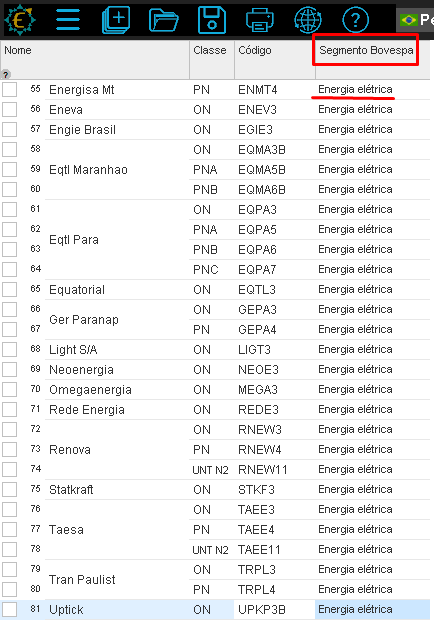 Pe
Nome Classe Código Segmento Bovespa
?
55 Energisa Mt PN ENMT4 Energia elétrica
56 Eneva ON ENEV3 Energia elétrica
57 Engie Brasil ON EGIE3 Energia elétrica
58 ON EQMA3B Energia elétrica
59 Eqtl Maranhao PNA EQMA5B Energia elétrica
60 PNB EQMA6B Energia elétrica
61 ON EQPA3 Energia elétrica
62 PNA EQPA5 Energia elétrica
Eqtl Para
63 PNB EQPA6 Energia elétrica
64 PNC EQPA7 Energia elétrica
65 Equatorial ON EQTL3 Energia elétrica
66 ON GEPA3 Energia elétrica
Ger Paranap
67 PN GEPA4 Energia elétrica
68 Light S/A ON LIGT3 Energia elétrica
69 Neoenergia ON NEOE3 Energia elétrica
70 Omegaenergia ON MEGA3 Energia elétrica
71 Rede Energia ON REDE3 Energia elétrica
72 ON RNEW3 Energia elétrica
73 Renova PN RNEW4 Energia elétrica
74 UNT N2 RNEW11 Energia elétrica
75 Statkraft ON STKF3 Energia elétrica
76 ON TAEE3 Energia elétrica
77 Taesa PN TAEE4 Energia elétrica
78 UNT N2 TAEE11 Energia elétrica
79 ON TRPL3 Energia elétrica
Tran Paulist
80 PN TRPL4 Energia elétrica
81 Uptick ON UPKP3B Energia elétrica